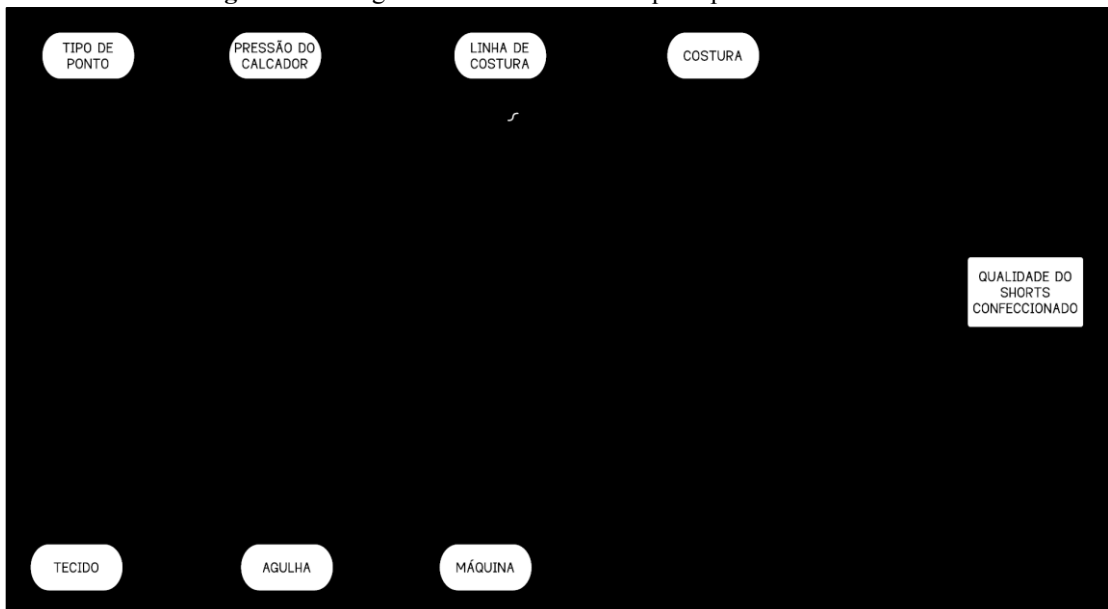 TIPO DE
PONTO
PRESSÃO DO
CALCADOR
LINHA DE
COSTURA
COSTURA
QUALIDADE DO
SHORTS
CONFECCIONADO
TECIDO
AGULHA
MÁQUINA